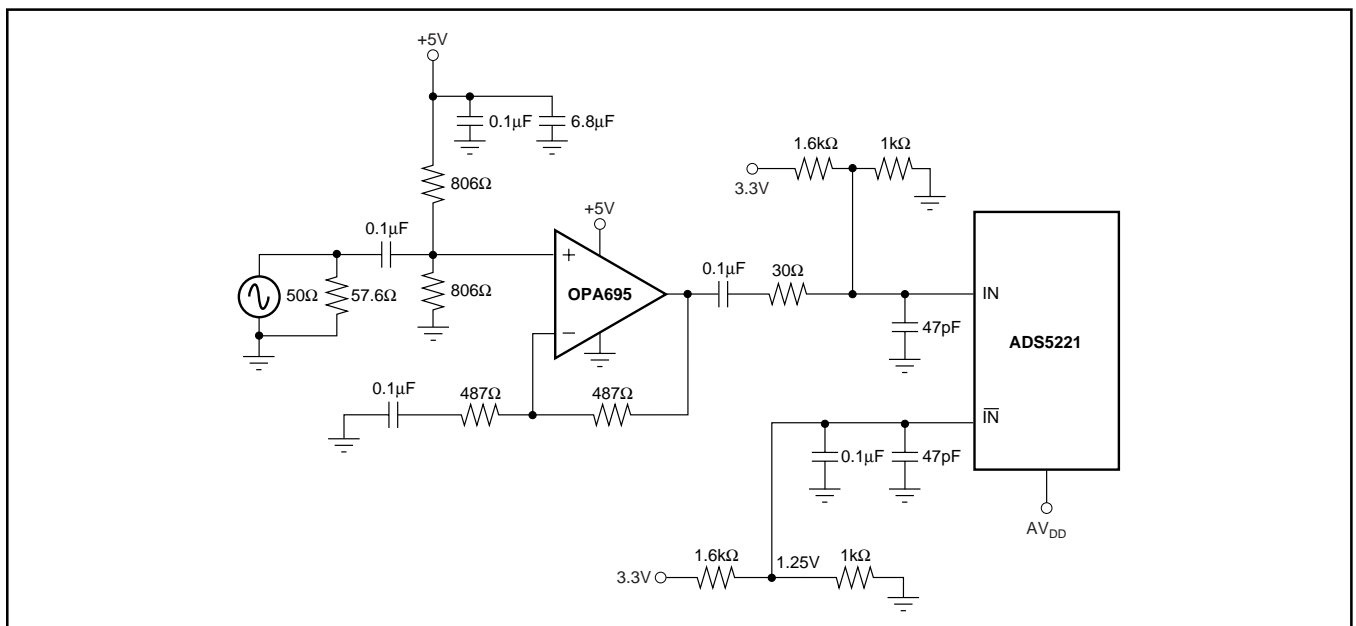 +5V
0.1µF
6.8µF
806Ω
0.1µF
50Ω
57.6Ω
806Ω
+5V
+
OPA695
−
0.1µF
487Ω
487Ω
0.1µF
30Ω
1.6kΩ
1kΩ
3.3V
47pF
IN
ADS5221
IN
0.1µF
47pF
AVDD
1.6kΩ
1.25V
1kΩ
3.3V